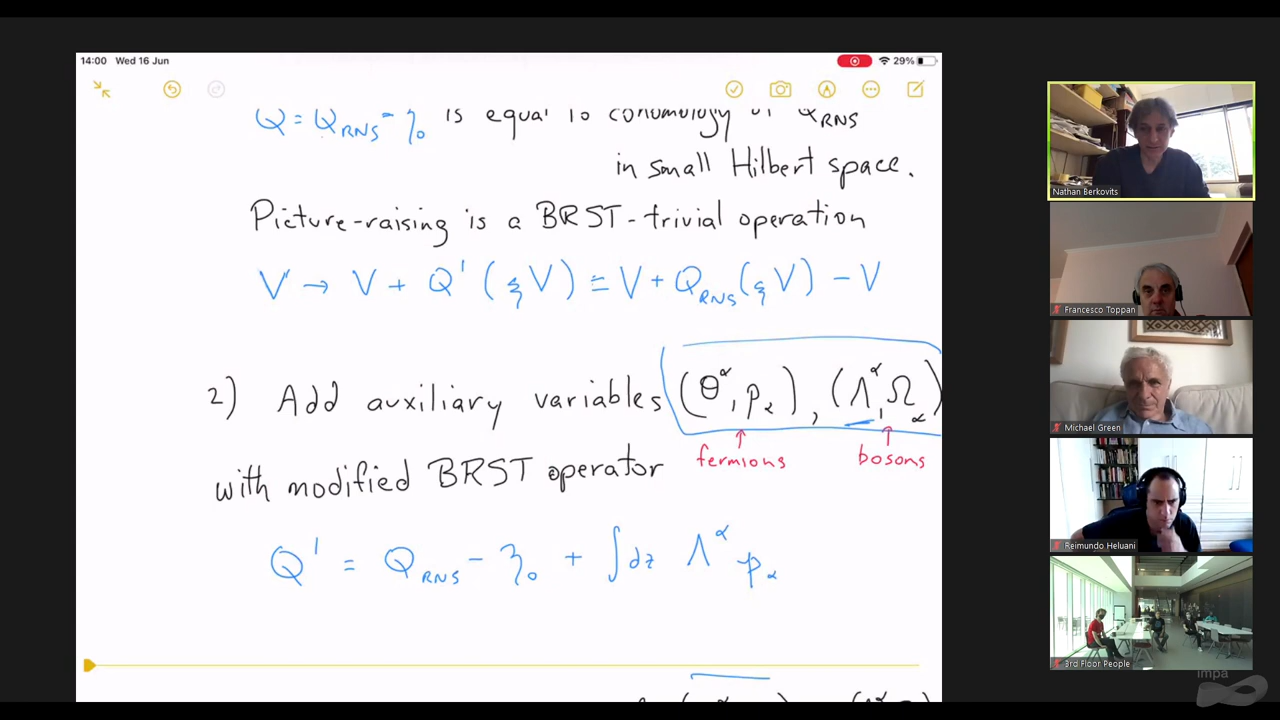 14:00 Wed 16 Jun
29%
Q = Q_RNS - η₀ is equal to cohomology of Q_RNS
in small Hilbert space.
Picture-raising is a BRST-trivial operation
V → V + Q' (ξV) = V + Q_RNS (ξV) - V
2) Add auxiliary variables (θ^α, p_α), (Λ^α, Ω_α)
fermions bosons
with modified BRST operator
Q' = Q_RNS - η₀ + ∫dz Λ^α p_α
Nathan Berkovits
Francesco Toppan
Michael Green
Reimundo Heluani
3rd Floor People
impa